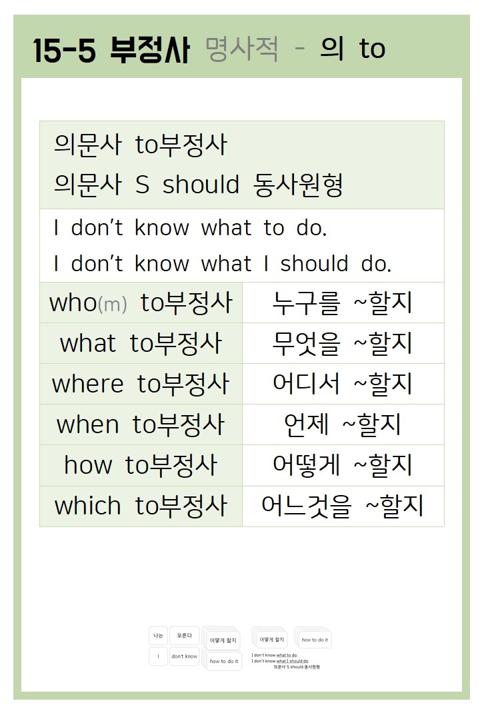 15-5 부정사 명사적 - 의 to
의문사 to부정사
의문사 S should 동사원형
I don't know what to do.
I don't know what I should do.
who(m) to부정사 누구를 ~할지
what to부정사 무엇을 ~할지
where to부정사 어디서 ~할지
when to부정사 언제 ~할지
how to부정사 어떻게 ~할지
which to부정사 어느것을 ~할지
나는 모른다 어떻게 할지 어떻게 할지 how to do it
I don't know how to do it
I don't know what to do.
I don't know what I should do.
의문사 S should 동사원형